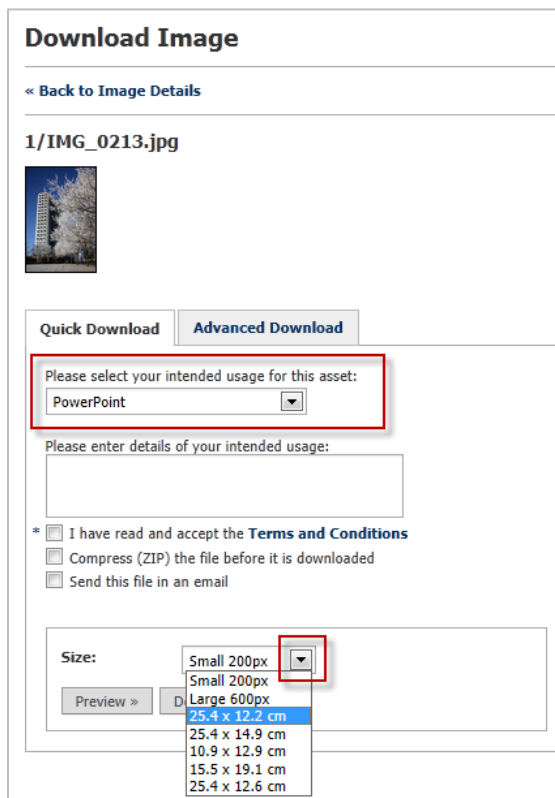 Download Image
« Back to Image Details
1/IMG_0213.jpg
Quick Download
Advanced Download
Please select your intended usage for this asset:
PowerPoint
Please enter details of your intended usage:
* I have read and accept the Terms and Conditions
Compress (ZIP) the file before it is downloaded
Send this file in an email
Size:
Small 200px
Small 200px
Large 600px
25.4 x 12.2 cm
25.4 x 14.9 cm
10.9 x 12.9 cm
15.5 x 19.1 cm
25.4 x 12.6 cm
Preview »